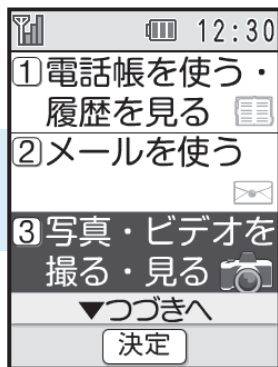 12:30
1電話帳を使う・
履歴を見る
2メールを使う
3写真・ビデオを
撮る・見る
▼つづきへ
決定